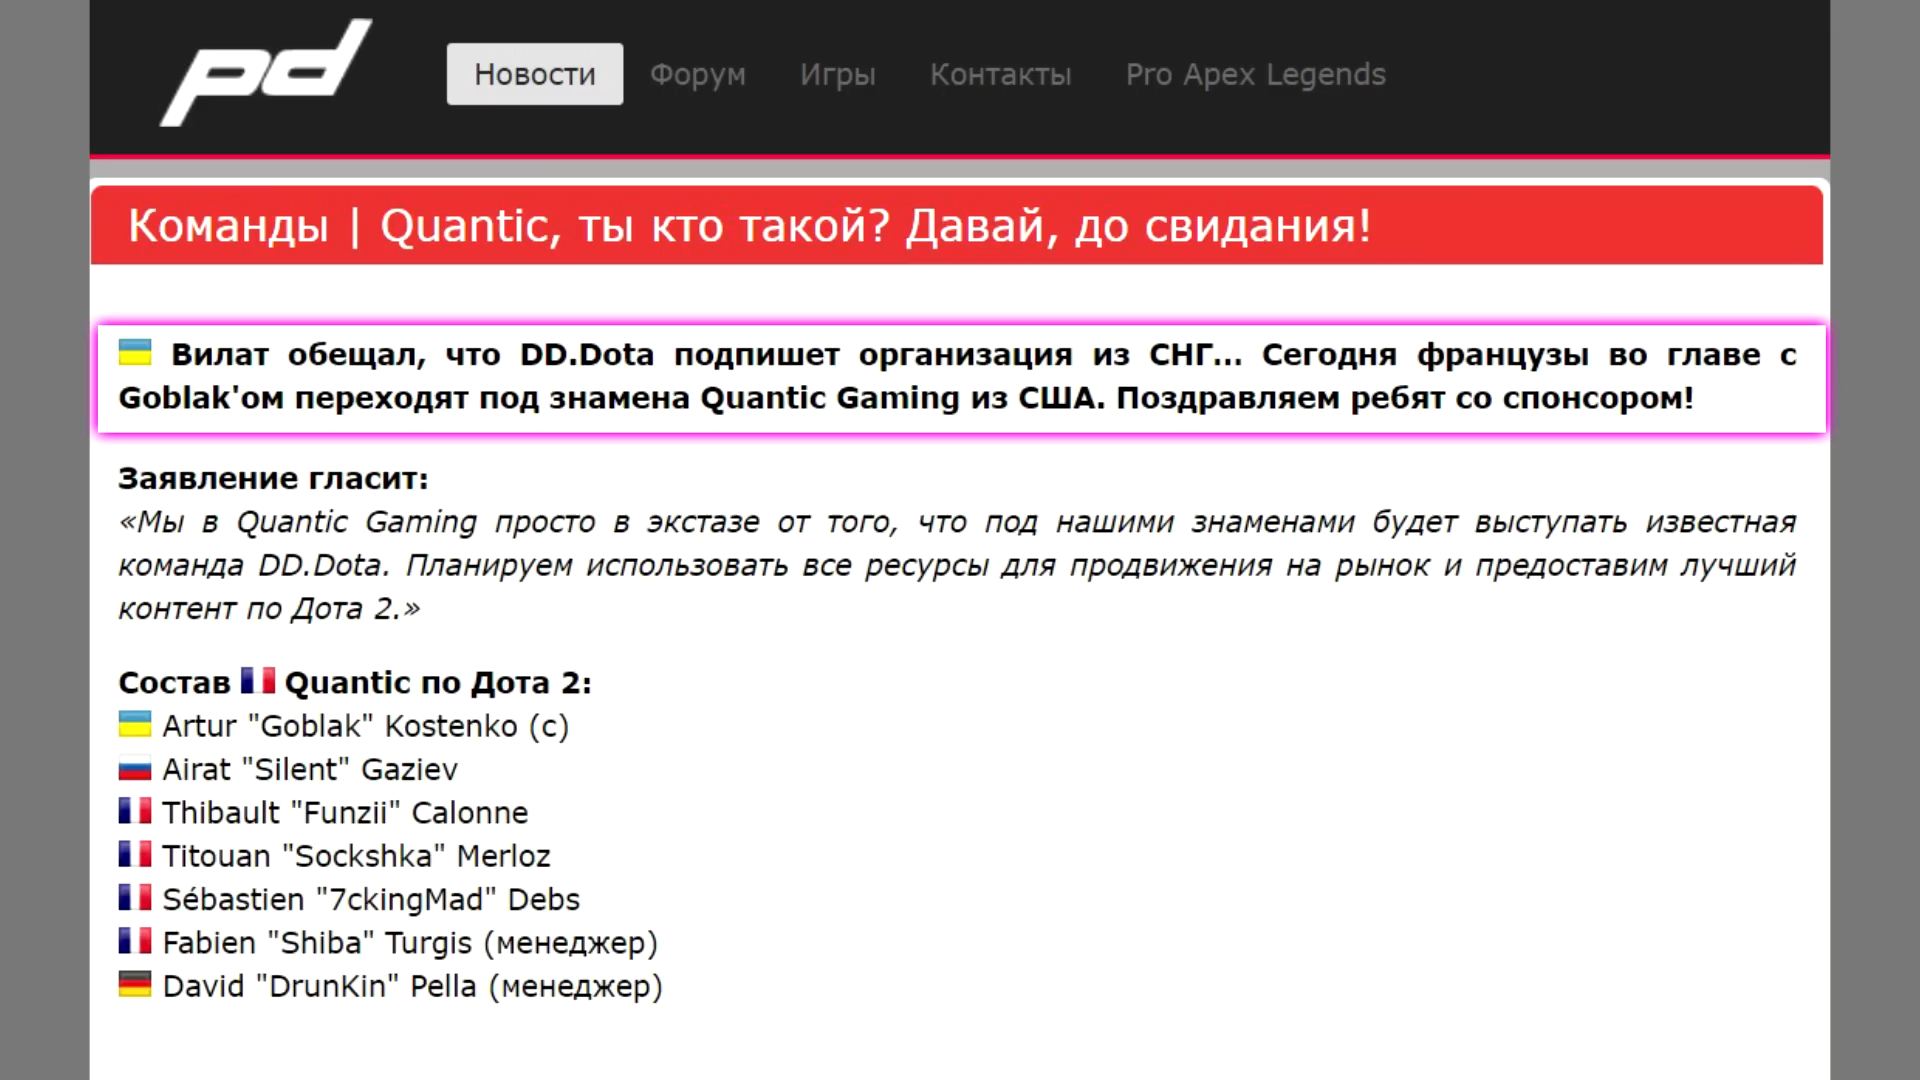 pd
Новости Форум Игры Контакты Pro Apex Legends
Команды | Quantic, ты кто такой? Давай, до свидания!
Вилат обещал, что DD.Dota подпишет организация из СНГ... Сегодня французы во главе с
Goblak'ом переходят под знамена Quantic Gaming из США. Поздравляем ребят со спонсором!
Заявление гласит:
«Мы в Quantic Gaming просто в экстазе от того, что под нашими знаменами будет выступать известная
команда DD.Dota. Планируем использовать все ресурсы для продвижения на рынок и предоставим лучший
контент по Дота 2.»
Состав Quantic по Дота 2:
Artur "Goblak" Kostenko (c)
Airat "Silent" Gaziev
Thibault "Funzii" Calonne
Titouan "Sockshka" Merloz
Sébastien "7ckingMad" Debs
Fabien "Shiba" Turgis (менеджер)
David "DrunKin" Pella (менеджер)